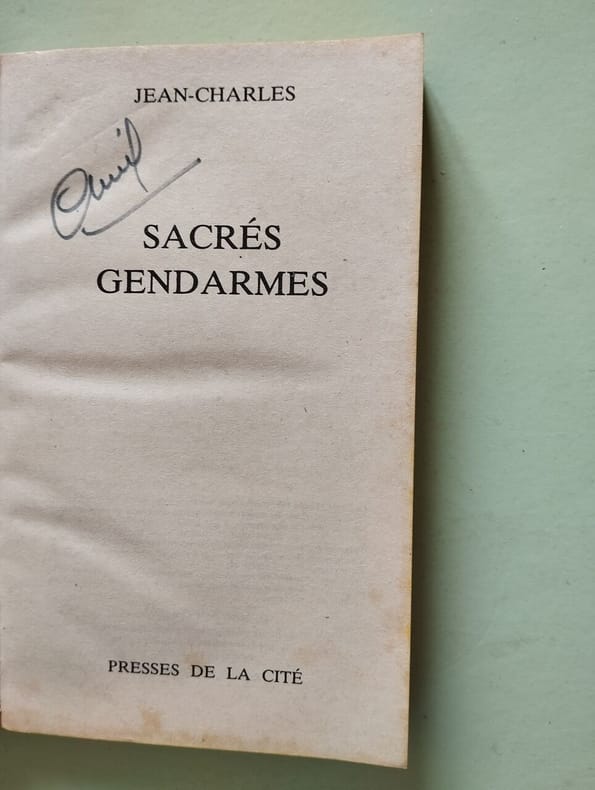 JEAN-CHARLES
SACRÉS
GENDARMES
PRESSES DE LA CITÉ